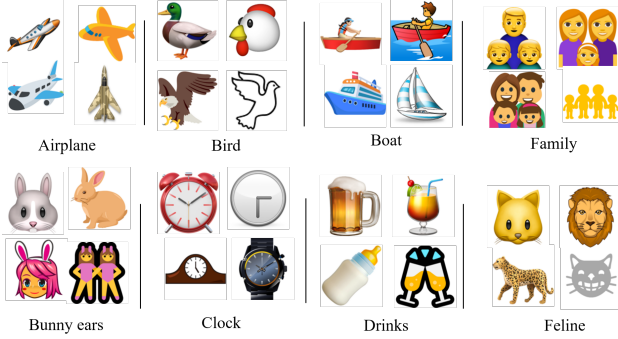 Airplane
Bird
Boat
Family
Bunny ears
Clock
Drinks
Feline